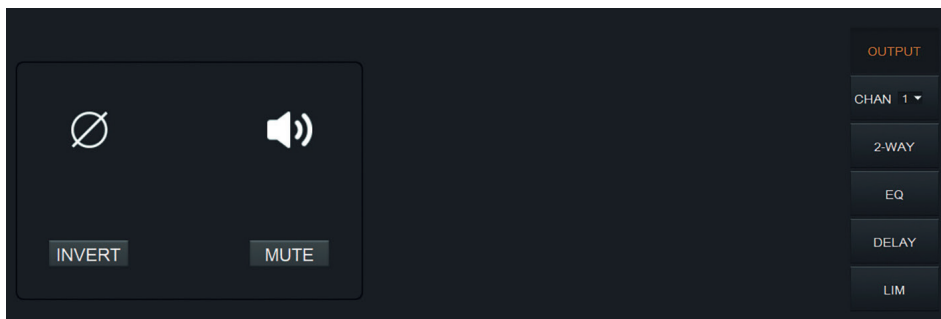 INVERT
MUTE
OUTPUT
CHAN 1
2-WAY
EQ
DELAY
LIM